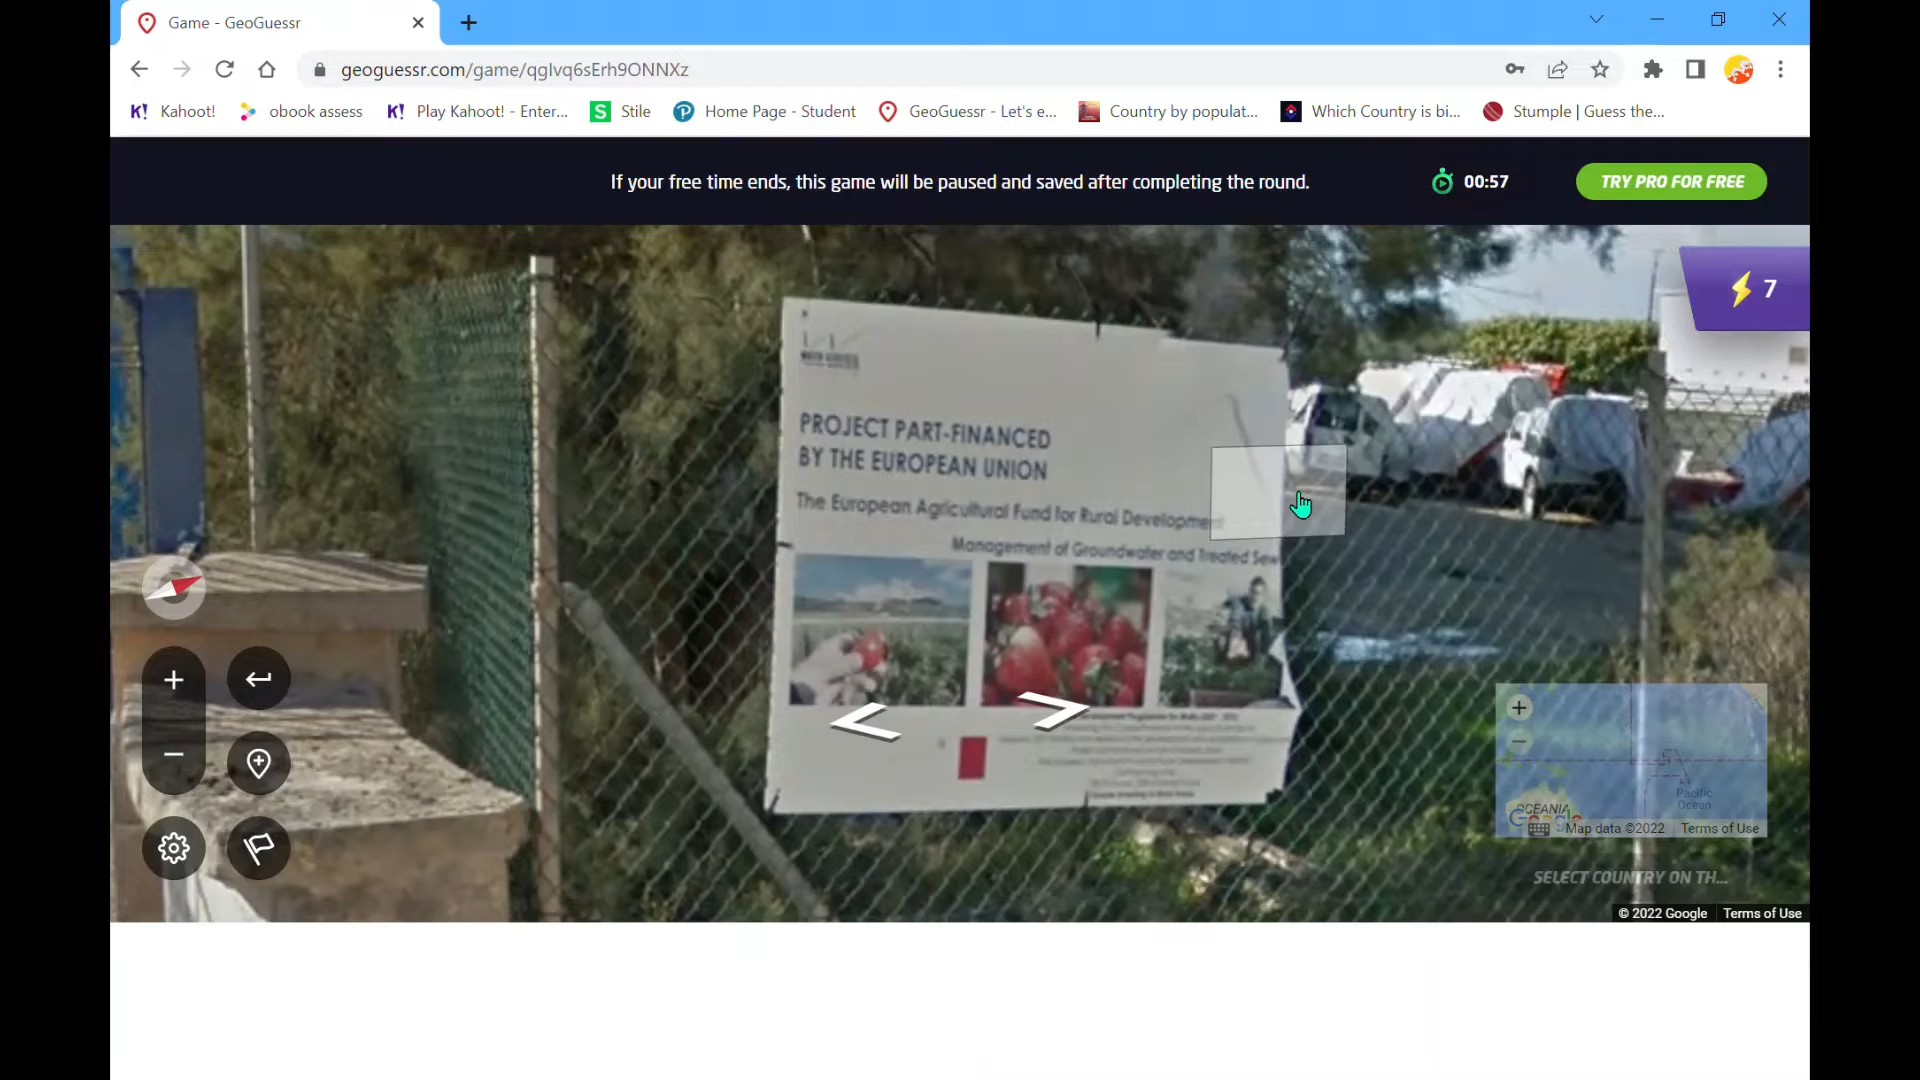 Game - GeoGuessr
geoguessr.com/game/qgIvq6sErh9ONNXz
Kahoot!
obook assess
Play Kahoot! - Enter...
Stile
Home Page - Student
GeoGuessr - Let's e...
Country by populat...
Which Country is bi...
Stumple | Guess the...
If your free time ends, this game will be paused and saved after completing the round.
00:57
TRY PRO FOR FREE
7
PROJECT PART-FINANCED
BY THE EUROPEAN UNION
The European Agricultural Fund for Rural Development
Management of Groundwater and Treated Sew
OCEANIA
Pacific
Ocean
Google
Map data ©2022
Terms of Use
SELECT COUNTRY ON TH...
© 2022 Google
Terms of Use